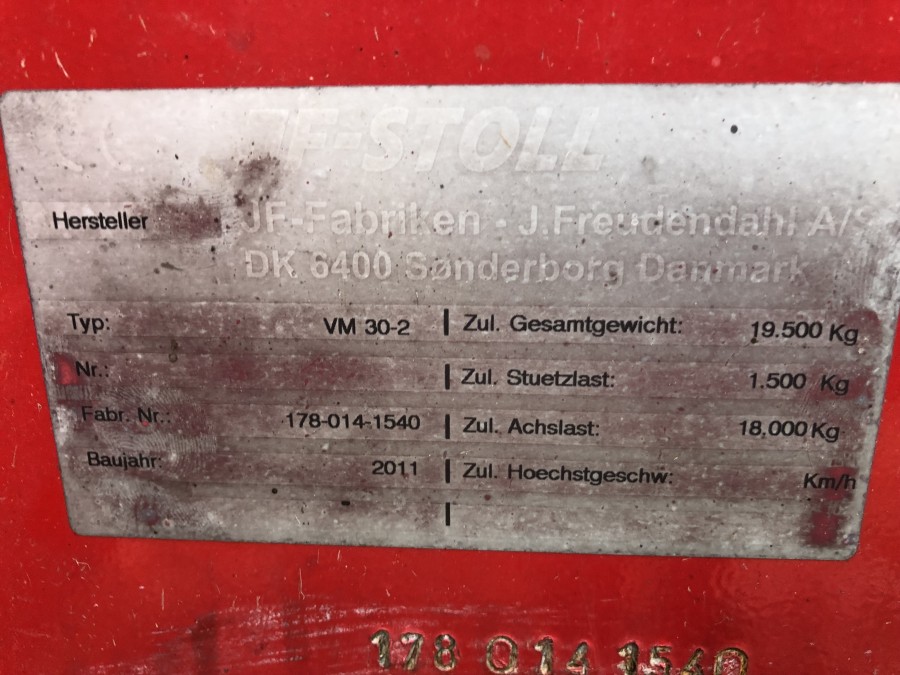 JF-STOLL
Hersteller JF-Fabriken - J.Freudendahl A/S
DK 6400 Sønderborg Danmark
Typ: VM 30-2 | Zul. Gesamtgewicht: 19.500 Kg
Nr.: | Zul. Stuetzlast: 1.500 Kg
Fabr. Nr.: 178-014-1540 | Zul. Achslast: 18.000 Kg
Baujahr: 2011 | Zul. Hoechstgeschw: Km/h
178 014 1540